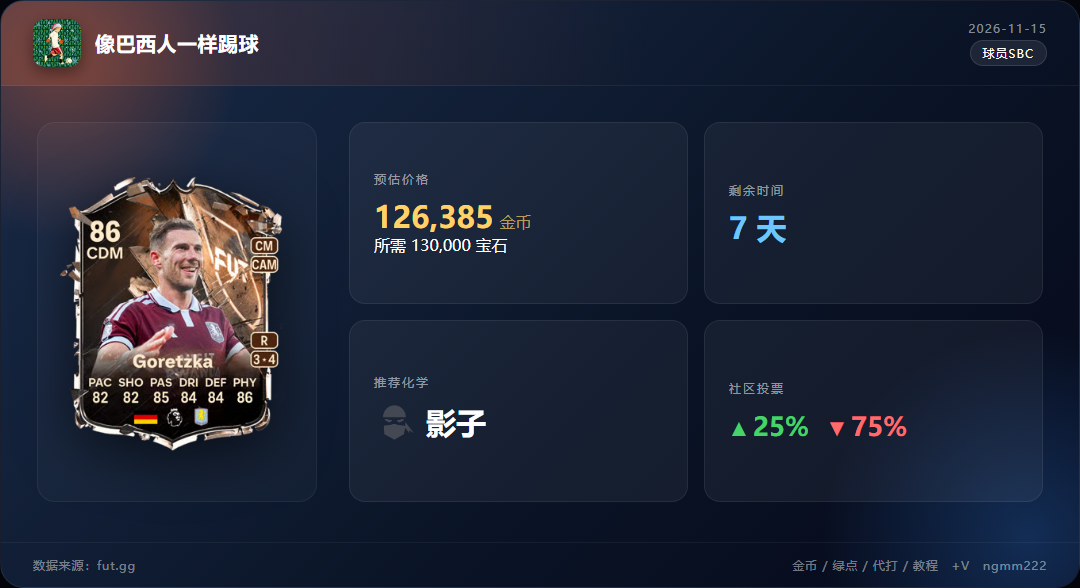 像巴西人一样踢球
2026-11-15
球员SBC
86
CDM
CM
CAM
FUT
R
3·4
Goretzka
PAC SHO PAS DRI DEF PHY
82 82 85 84 84 86
预估价格
126,385 金币
所需 130,000 宝石
剩余时间
7 天
推荐化学
影子
社区投票
▲25% ▼75%
数据来源：fut.gg
金币 / 绿点 / 代打 / 教程 +V ngmm222